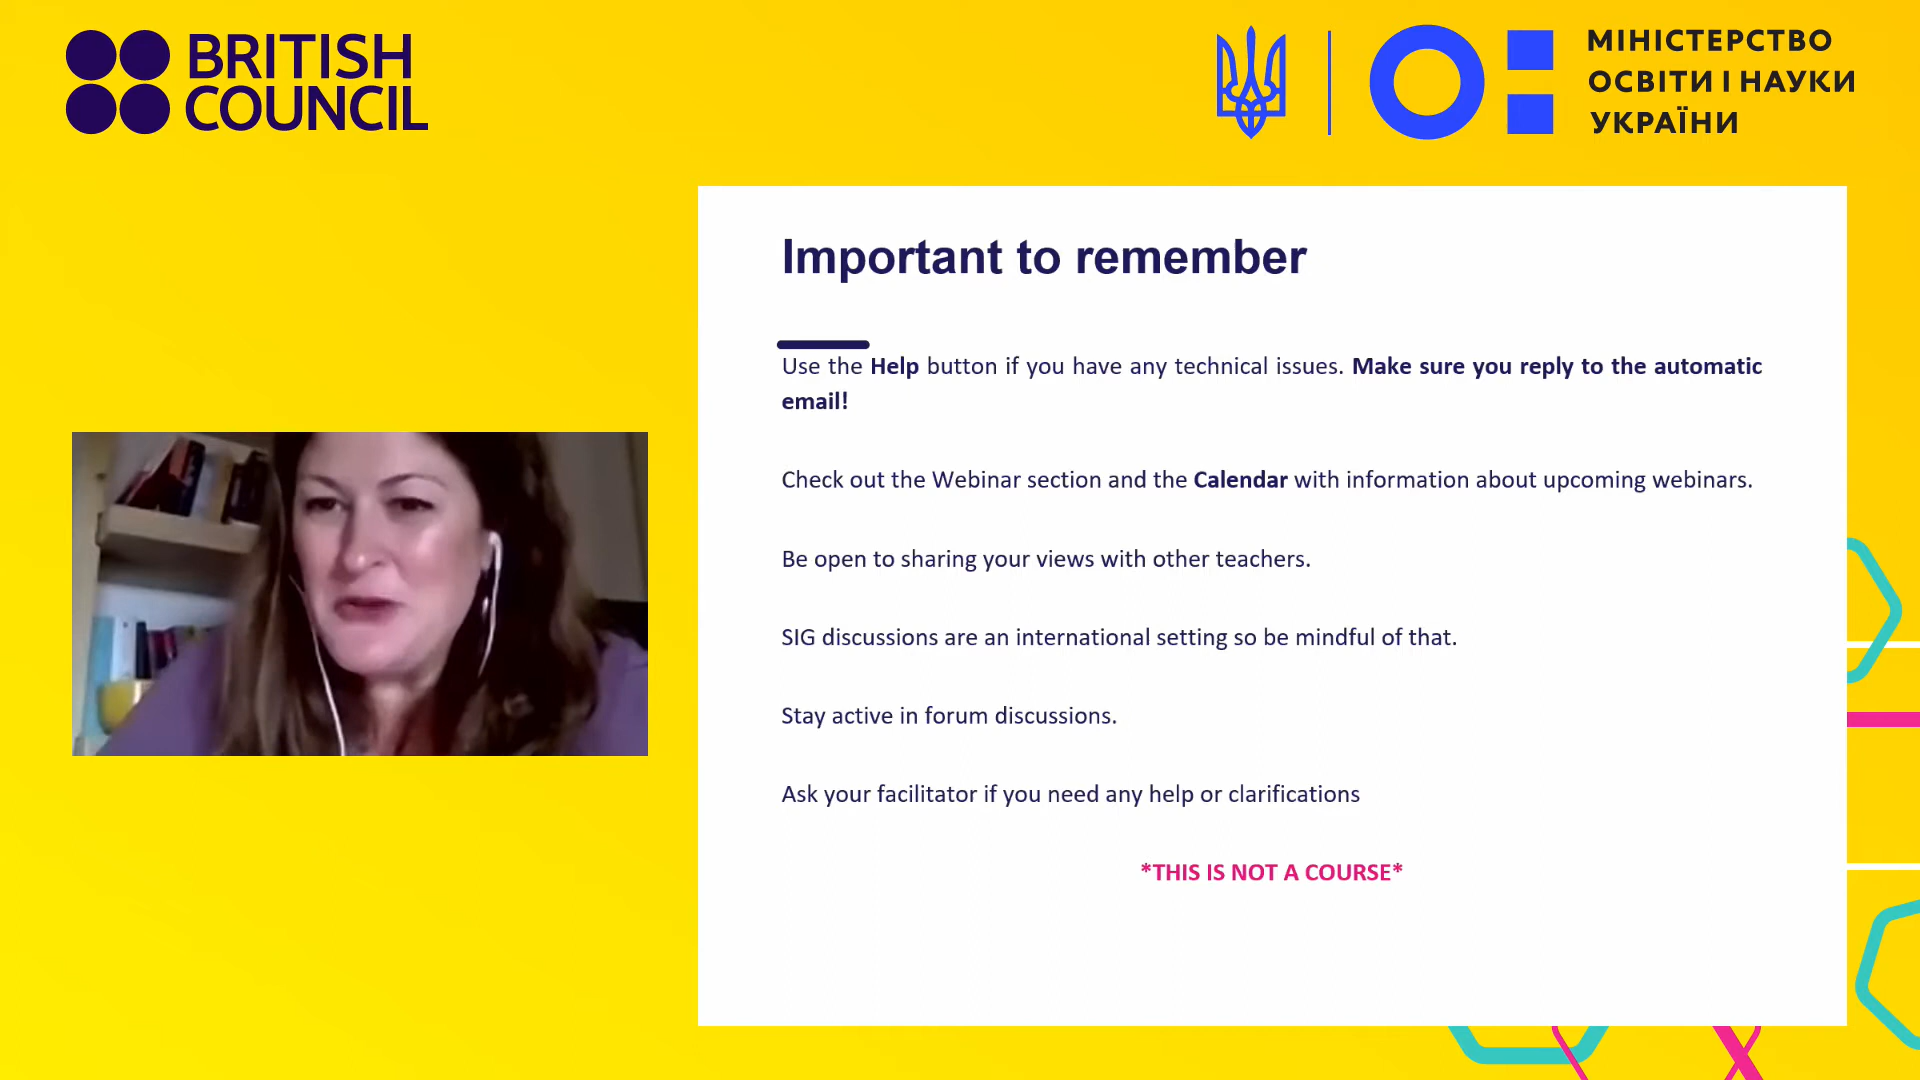 BRITISH
COUNCIL
МІНІСТЕРСТВО
ОСВІТИ І НАУКИ
УКРАЇНИ
Important to remember
Use the Help button if you have any technical issues. Make sure you reply to the automatic
email!
Check out the Webinar section and the Calendar with information about upcoming webinars.
Be open to sharing your views with other teachers.
SIG discussions are an international setting so be mindful of that.
Stay active in forum discussions.
Ask your facilitator if you need any help or clarifications
*THIS IS NOT A COURSE*